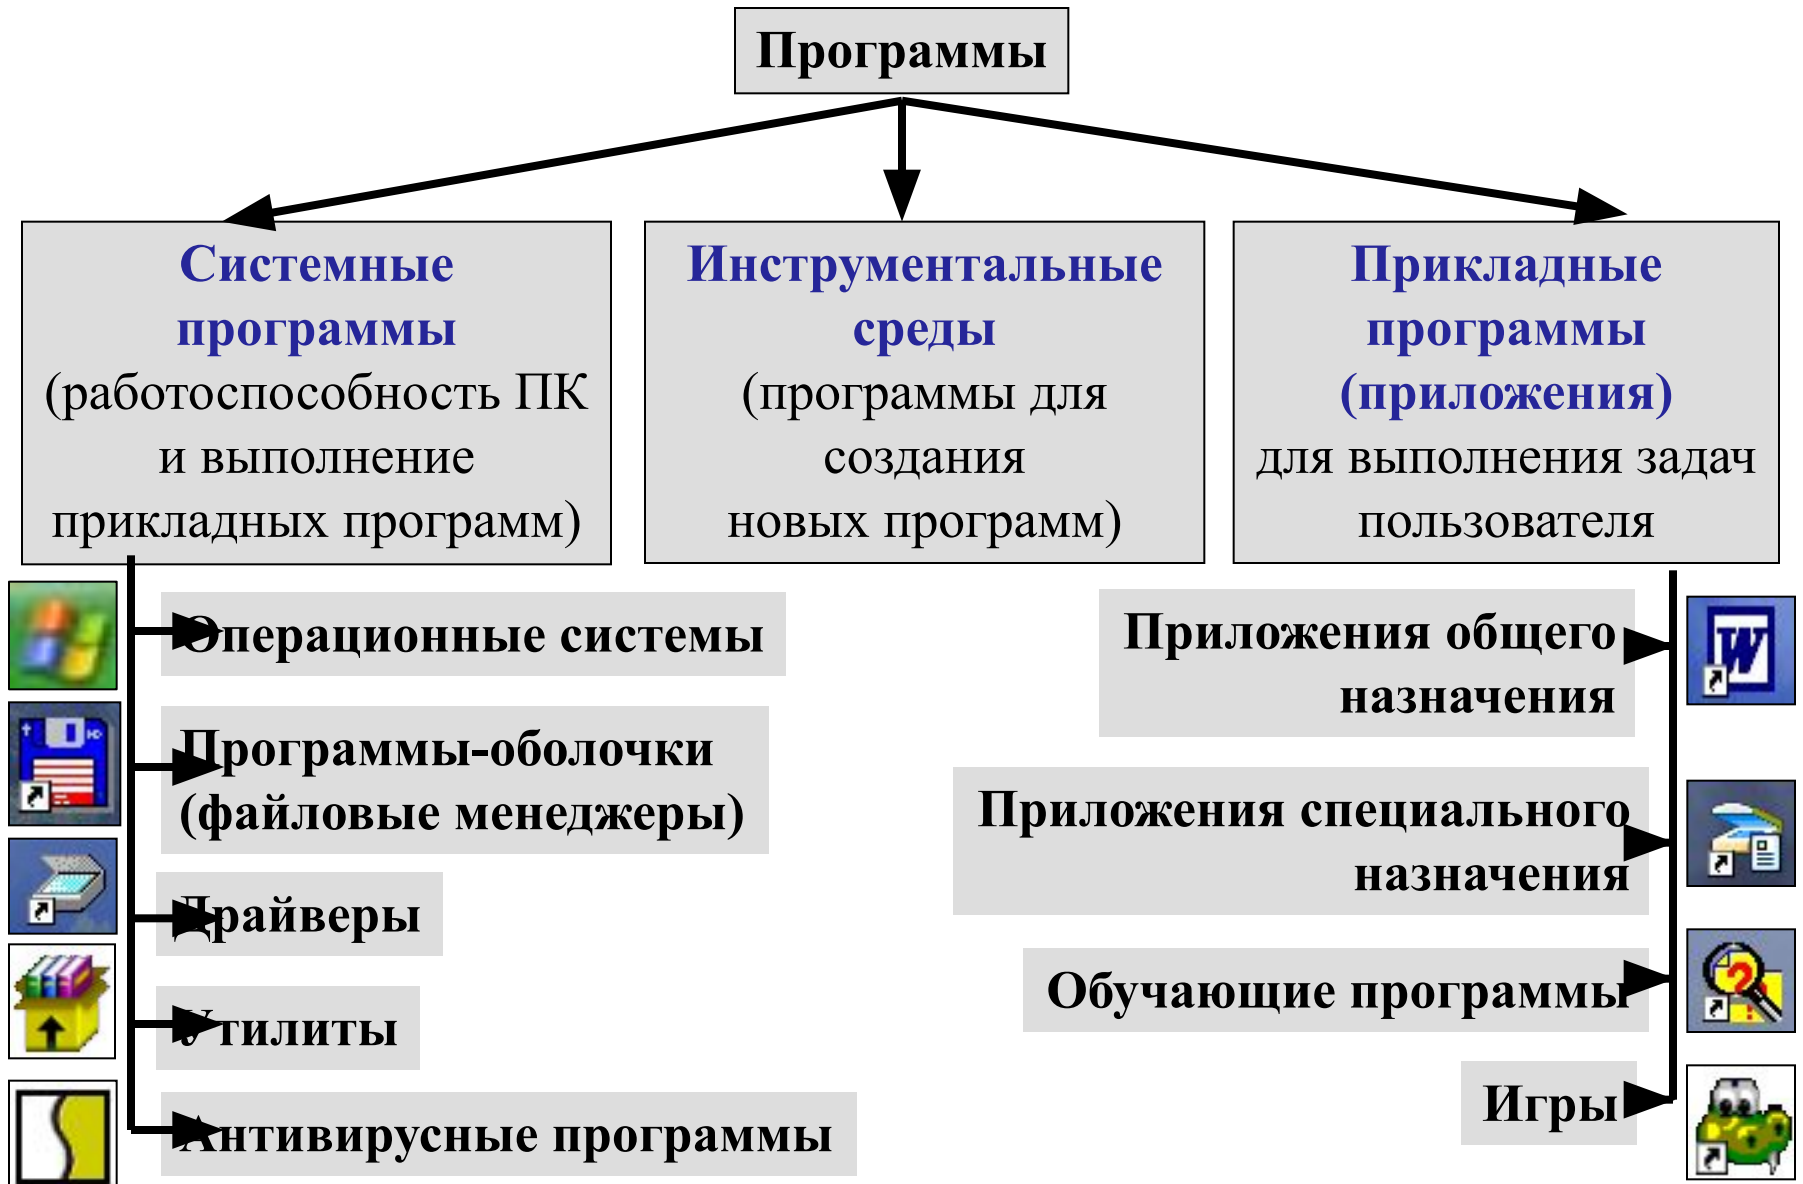 Программы
Системные
программы
(работоспособность ПК
и выполнение
прикладных программ)
Инструментальные
среды
(программы для
создания
новых программ)
Прикладные
программы
(приложения)
для выполнения задач
пользователя
Операционные системы
Программы-оболочки
(файловые менеджеры)
Драйверы
Утилиты
Антивирусные программы
Приложения общего
назначения
W
Приложения специального
назначения
Обучающие программы
?
Игры